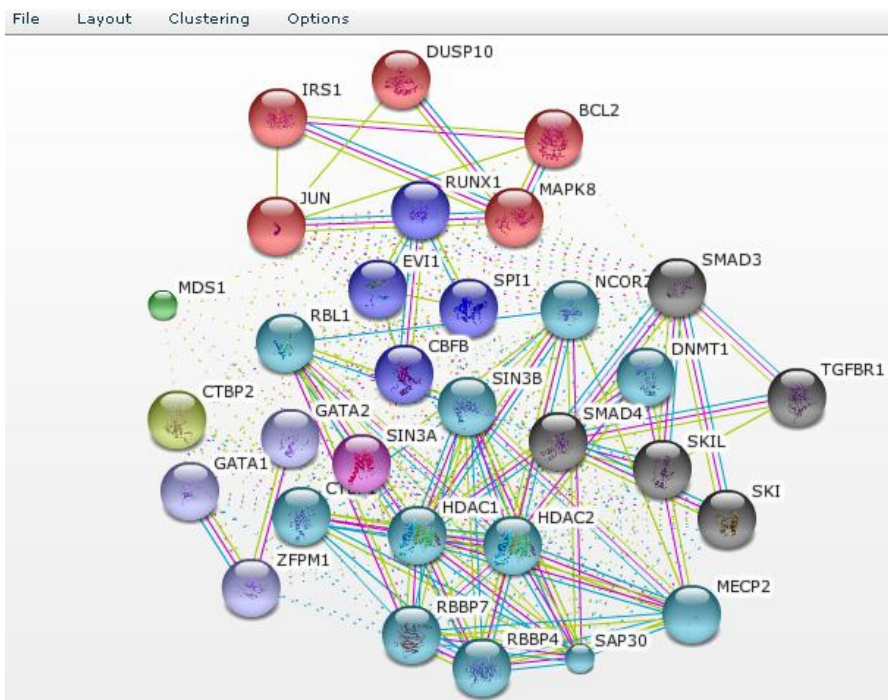 File Layout Clustering Options
DUSP10
IRS1
BCL2
RUNX1
MAPK8
JUN
EVI1
SMAD3
MDS1
SPI1
RBL1
DNMT1
CBFB
TGFBR1
SIN3B
CTBP2
GATA2
SMAD4
SIN3A
SKIL
GATA1
SKI
HDAC1
HDAC2
ZFPM1
MECP2
RBBP7
RBBP4
SAP30